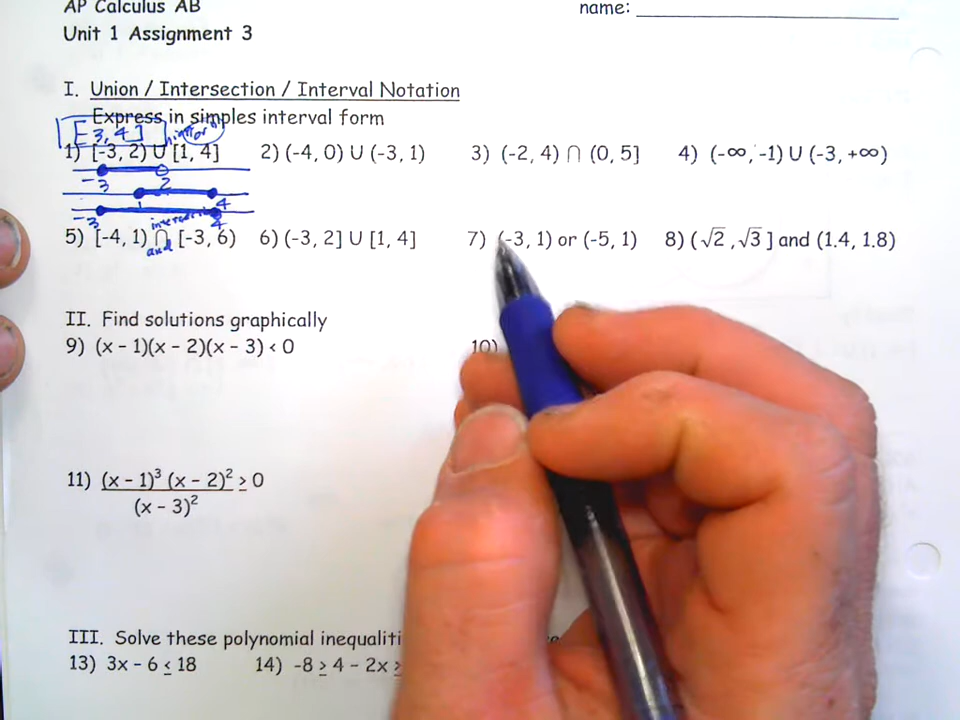 AP Calculus AB name:
Unit 1 Assignment 3
I. Union / Intersection / Interval Notation
Express in simples interval form
[-3, 4]
1) [-3, 2) ∪ [1, 4] 2) (-4, 0) ∪ (-3, 1) 3) (-2, 4) ∩ (0, 5] 4) (-∞, -1) ∪ (-3, +∞)
-3 2
1 4
-3 4
5) [-4, 1) ∩ [-3, 6) 6) (-3, 2] ∪ [1, 4] 7) (-3, 1) or (-5, 1) 8) (√2 , √3 ] and (1.4, 1.8)
and
II. Find solutions graphically
9) (x – 1)(x – 2)(x – 3) < 0 10)
11) (x – 1)³ (x – 2)² ≥ 0
(x – 3)²
III. Solve these polynomial
13) 3x – 6 ≤ 18 14) -8 ≥ 4 – 2x ≥